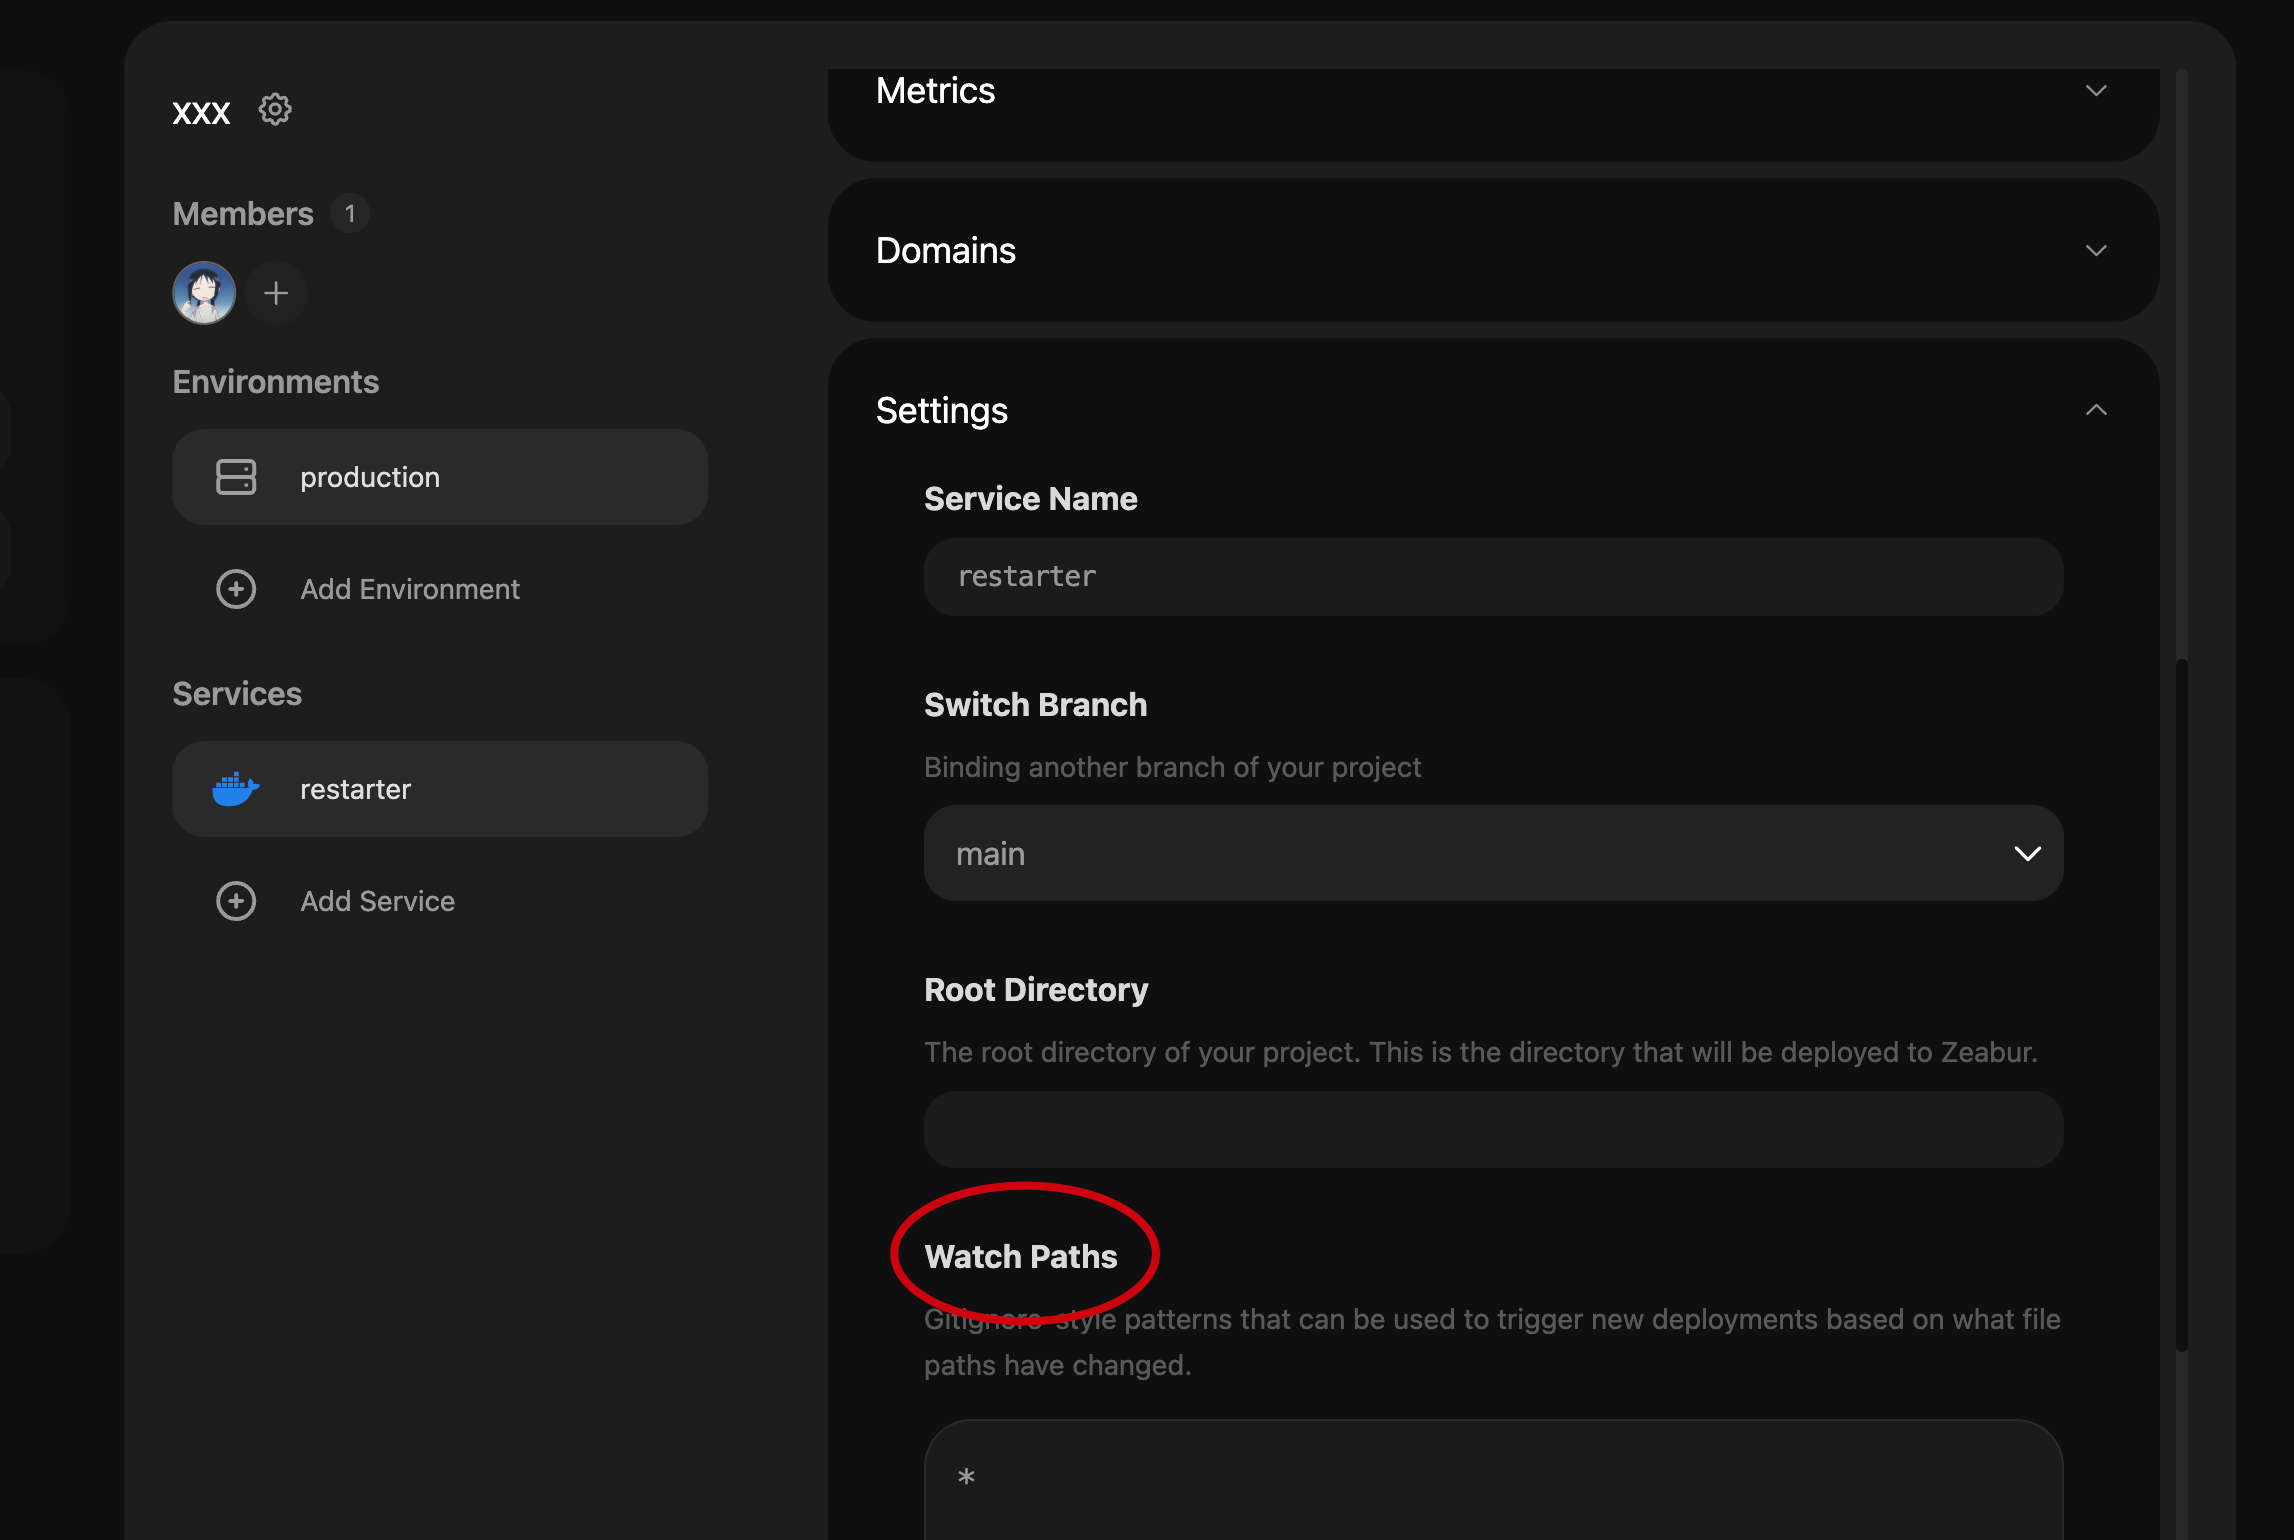 xxx
Members 1
Environments
production
Add Environment
Services
restarter
Add Service
Metrics
Domains
Settings
Service Name
restarter
Switch Branch
Binding another branch of your project
main
Root Directory
The root directory of your project. This is the directory that will be deployed to Zeabur.
Watch Paths
Gitignore-style patterns that can be used to trigger new deployments based on what file
paths have changed.
*